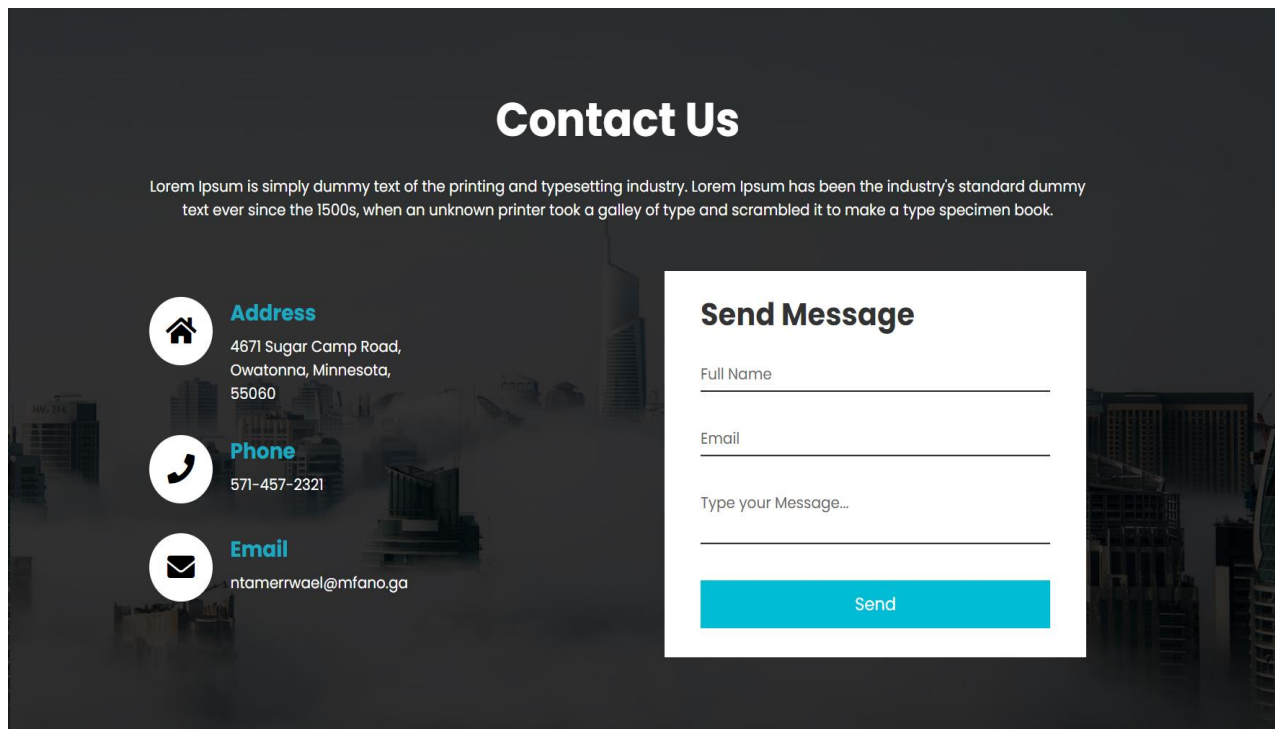 Contact Us
Lorem Ipsum is simply dummy text of the printing and typesetting industry. Lorem Ipsum has been the industry's standard dummy
text ever since the 1500s, when an unknown printer took a galley of type and scrambled it to make a type specimen book.
Address
4671 Sugar Camp Road,
Owatonna, Minnesota,
55060
Phone
571-457-2321
Email
ntamerrwael@mfano.ga
Send Message
Full Name
Email
Type your Message...
Send